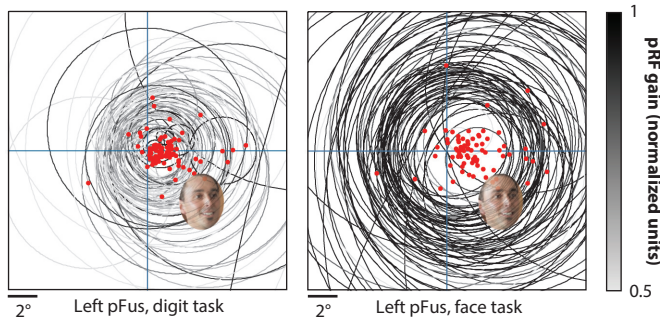 1
pRF gain (normalized units)
0.5
2°
Left pFus, digit task
2°
Left pFus, face task